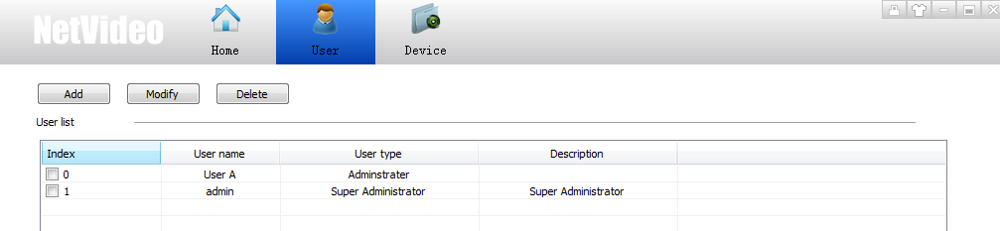 NetVideo
Home User Device
Add Modify Delete
User list
Index User name User type Description
0 User A Adminstrater
1 admin Super Administrator Super Administrator